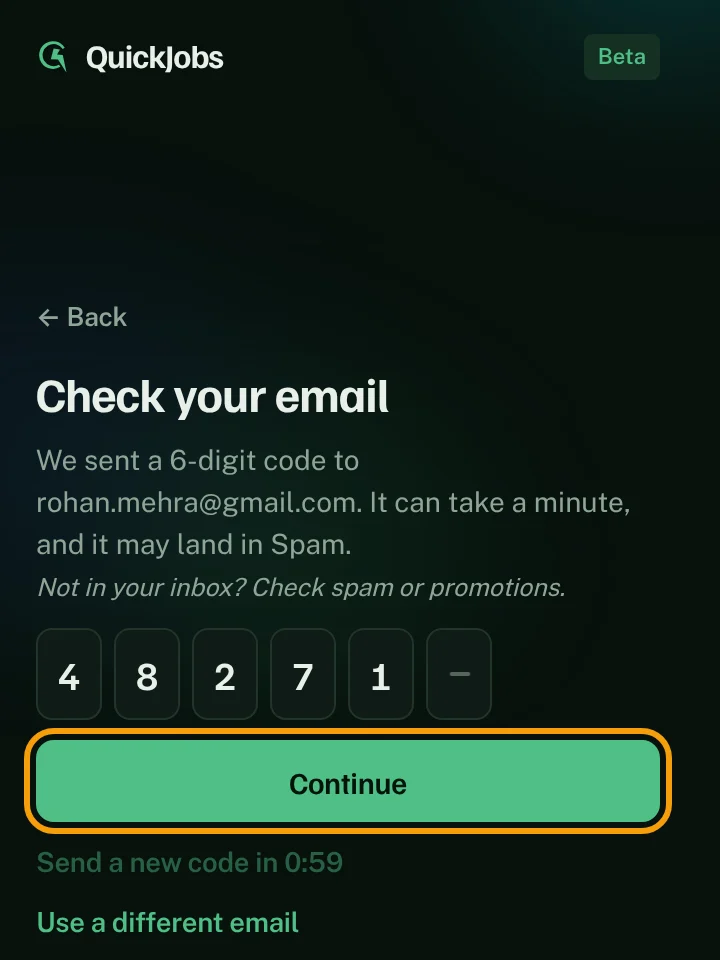 QuickJobs
Beta
← Back
Check your email
We sent a 6-digit code to
rohan.mehra@gmail.com. It can take a minute,
and it may land in Spam.
Not in your inbox? Check spam or promotions.
4 8 2 7 1 –
Continue
Send a new code in 0:59
Use a different email